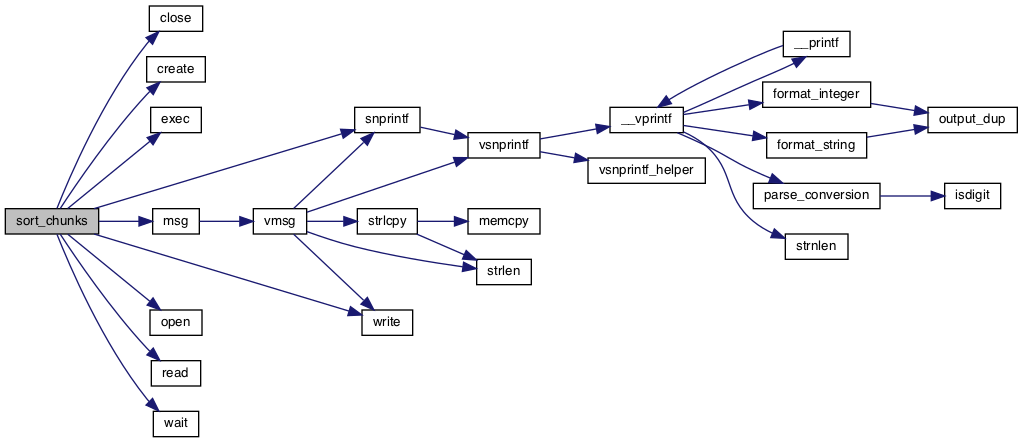 close
create
exec
snprintf
sort_chunks
msg
vmsg
strlcpy
memcpy
strlen
write
open
read
wait
vsnprintf
vsnprintf_helper
__vprintf
__printf
format_integer
format_string
output_dup
parse_conversion
isdigit
strnlen